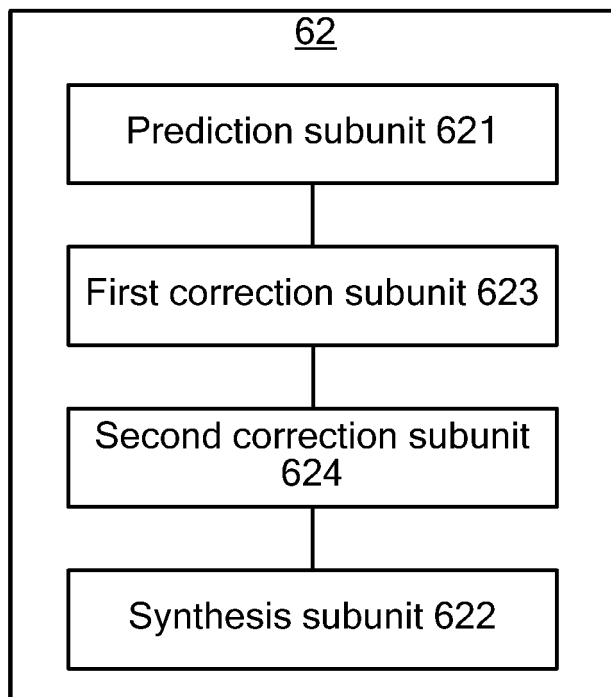 62
Prediction subunit 621
First correction subunit 623
Second correction subunit
624
Synthesis subunit 622